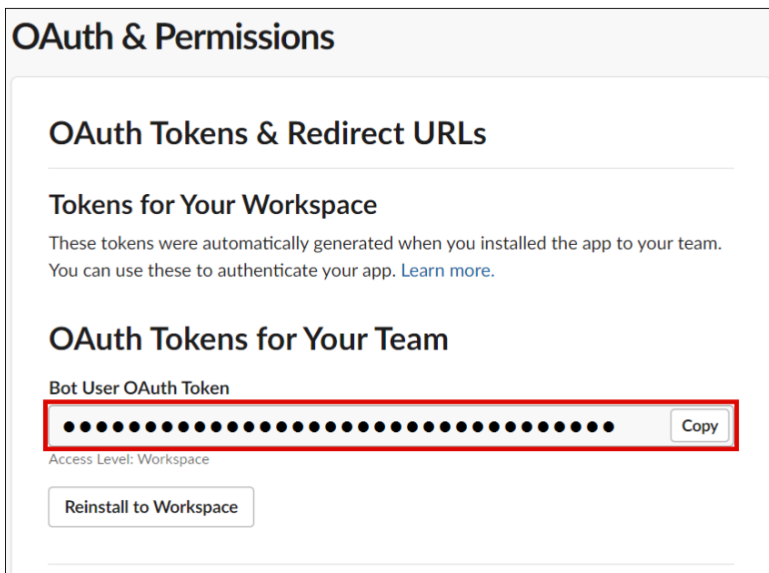 OAuth & Permissions
OAuth Tokens & Redirect URLs
Tokens for Your Workspace
These tokens were automatically generated when you installed the app to your team.
You can use these to authenticate your app. Learn more.
OAuth Tokens for Your Team
Bot User OAuth Token
●●●●●●●●●●●●●●●●●●●●●●●●●●●●●●●●●● Copy
Access Level: Workspace
Reinstall to Workspace